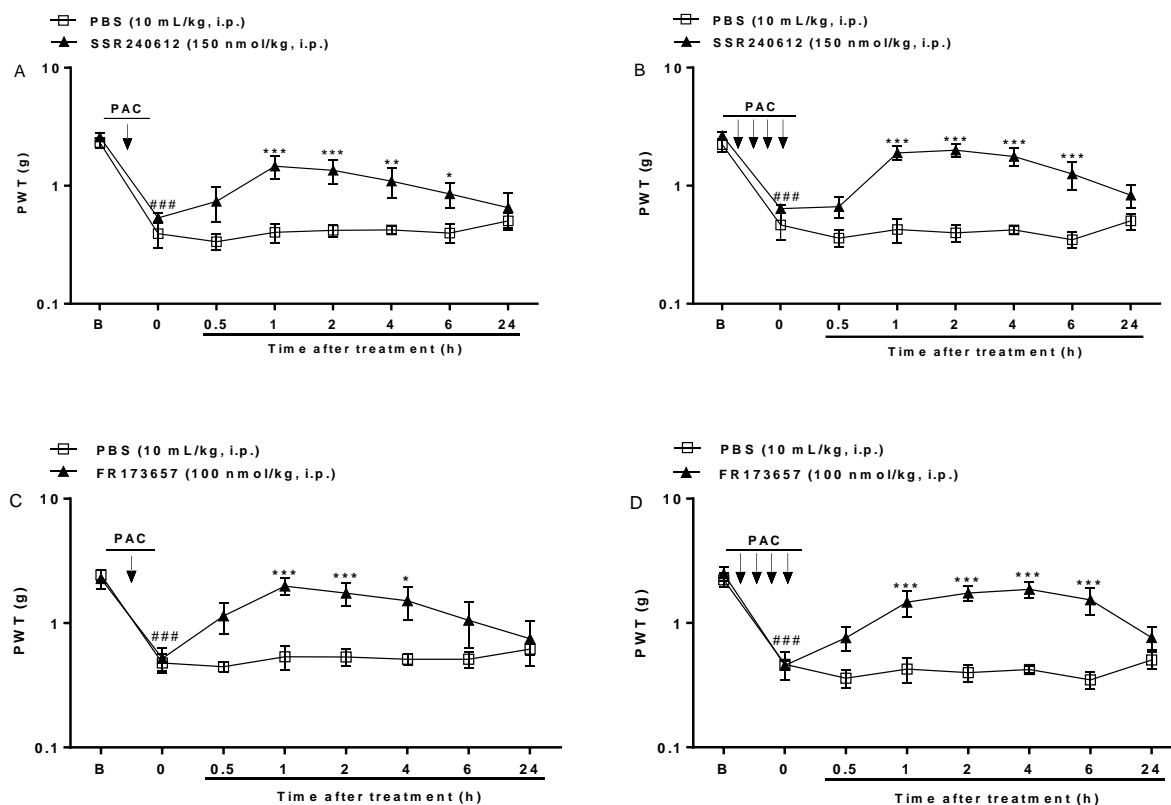 PBS (10 mL/kg, i.p.)
SSR240612 (150 nmol/kg, i.p.)
A
10
1
0.1
PWT (g)
PAC
###
***
***
**
*
B
0
0.5
1
2
4
6
24
Time after treatment (h)
PBS (10 mL/kg, i.p.)
SSR240612 (150 nmol/kg, i.p.)
B
10
1
0.1
PWT (g)
PAC
###
***
***
***
***
B
0
0.5
1
2
4
6
24
Time after treatment (h)
PBS (10 mL/kg, i.p.)
FR173657 (100 nmol/kg, i.p.)
C
10
1
0.1
PWT (g)
PAC
###
***
***
*
B
0
0.5
1
2
4
6
24
Time after treatment (h)
PBS (10 mL/kg, i.p.)
FR173657 (100 nmol/kg, i.p.)
D
10
1
0.1
PWT (g)
PAC
###
***
***
***
***
B
0
0.5
1
2
4
6
24
Time after treatment (h)